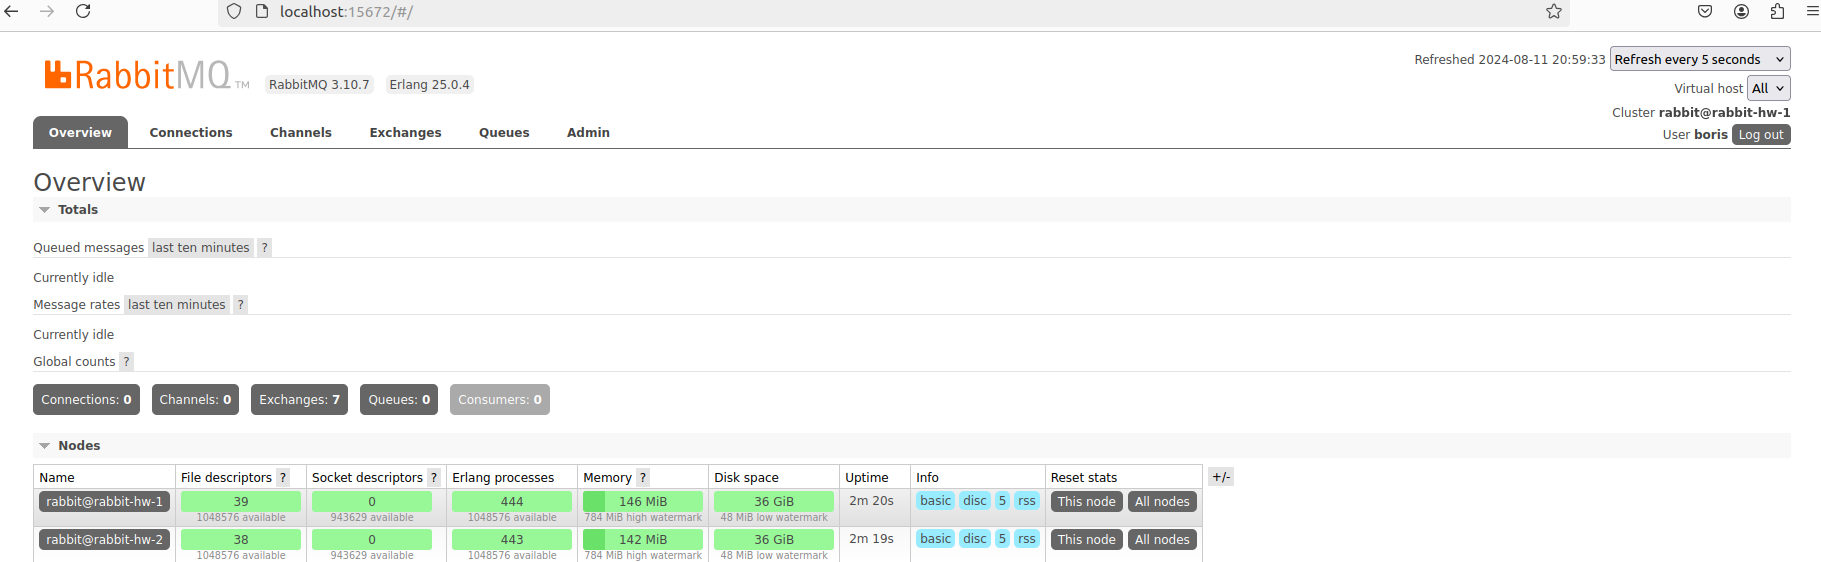 localhost:15672/#/
RabbitMQ TM RabbitMQ 3.10.7 Erlang 25.0.4
Refreshed 2024-08-11 20:59:33 Refresh every 5 seconds
Virtual host All
Cluster rabbit@rabbit-hw-1
User boris Log out
Overview Connections Channels Exchanges Queues Admin
Overview
Totals
Queued messages last ten minutes ?
Currently idle
Message rates last ten minutes ?
Currently idle
Global counts ?
Connections: 0 Channels: 0 Exchanges: 7 Queues: 0 Consumers: 0
Nodes
Name File descriptors ? Socket descriptors ? Erlang processes Memory ? Disk space Uptime Info Reset stats +/-
rabbit@rabbit-hw-1 39 0 444 146 MiB 36 GiB 2m 20s basic disc 5 rss This node All nodes
1048576 available 943629 available 1048576 available 784 MiB high watermark 48 MiB low watermark
rabbit@rabbit-hw-2 38 0 443 142 MiB 36 GiB 2m 19s basic disc 5 rss This node All nodes
1048576 available 943629 available 1048576 available 784 MiB high watermark 48 MiB low watermark